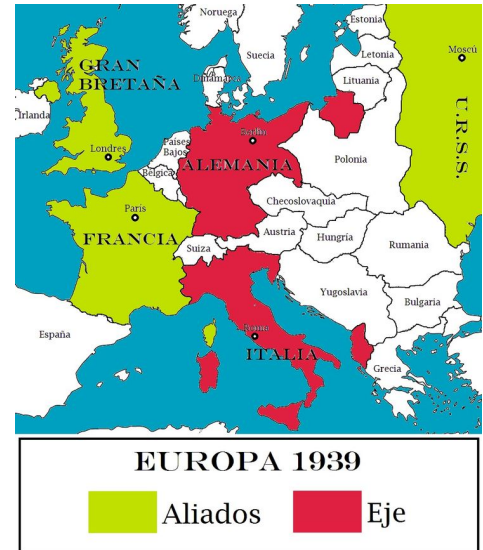 Noruega
Suecia
Estonia
Letonia
Lituania
Moscú
GRAN
BRETAÑA
Dinamarca
Irlanda
Londres
Países
Bajos
Belgica
Berlín
ALEMANIA
Polonia
U.R.S.S.
París
FRANCIA
Checoslovaquia
Suiza
Austria
Hungría
Rumania
Yugoslavia
Bulgaria
España
Roma
ITALIA
Grecia
EUROPA 1939
Aliados
Eje